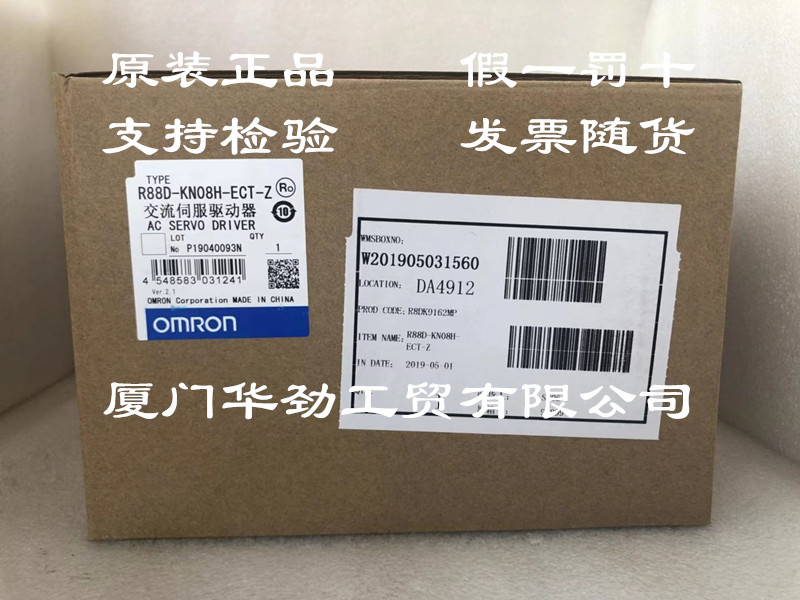 原装正品 假一罚十
支持检验 发票随货
TYPE
R88D-KN08H-ECT-Z Ro
交流伺服驱动器 10
AC SERVO DRIVER
LOT QTY
No P19040093N 1
4 548583 031241
Ver.2.1
OMRON Corporation MADE IN CHINA
OMRON
WMSBOXNO:
W201905031560
LOCATION: DA4912
PROD CODE: R8DK9162MP
ITEM NAME: R88D-KN08H-
ECT-Z
IN DATE: 2019-05-01
厦门华劲工贸有限公司